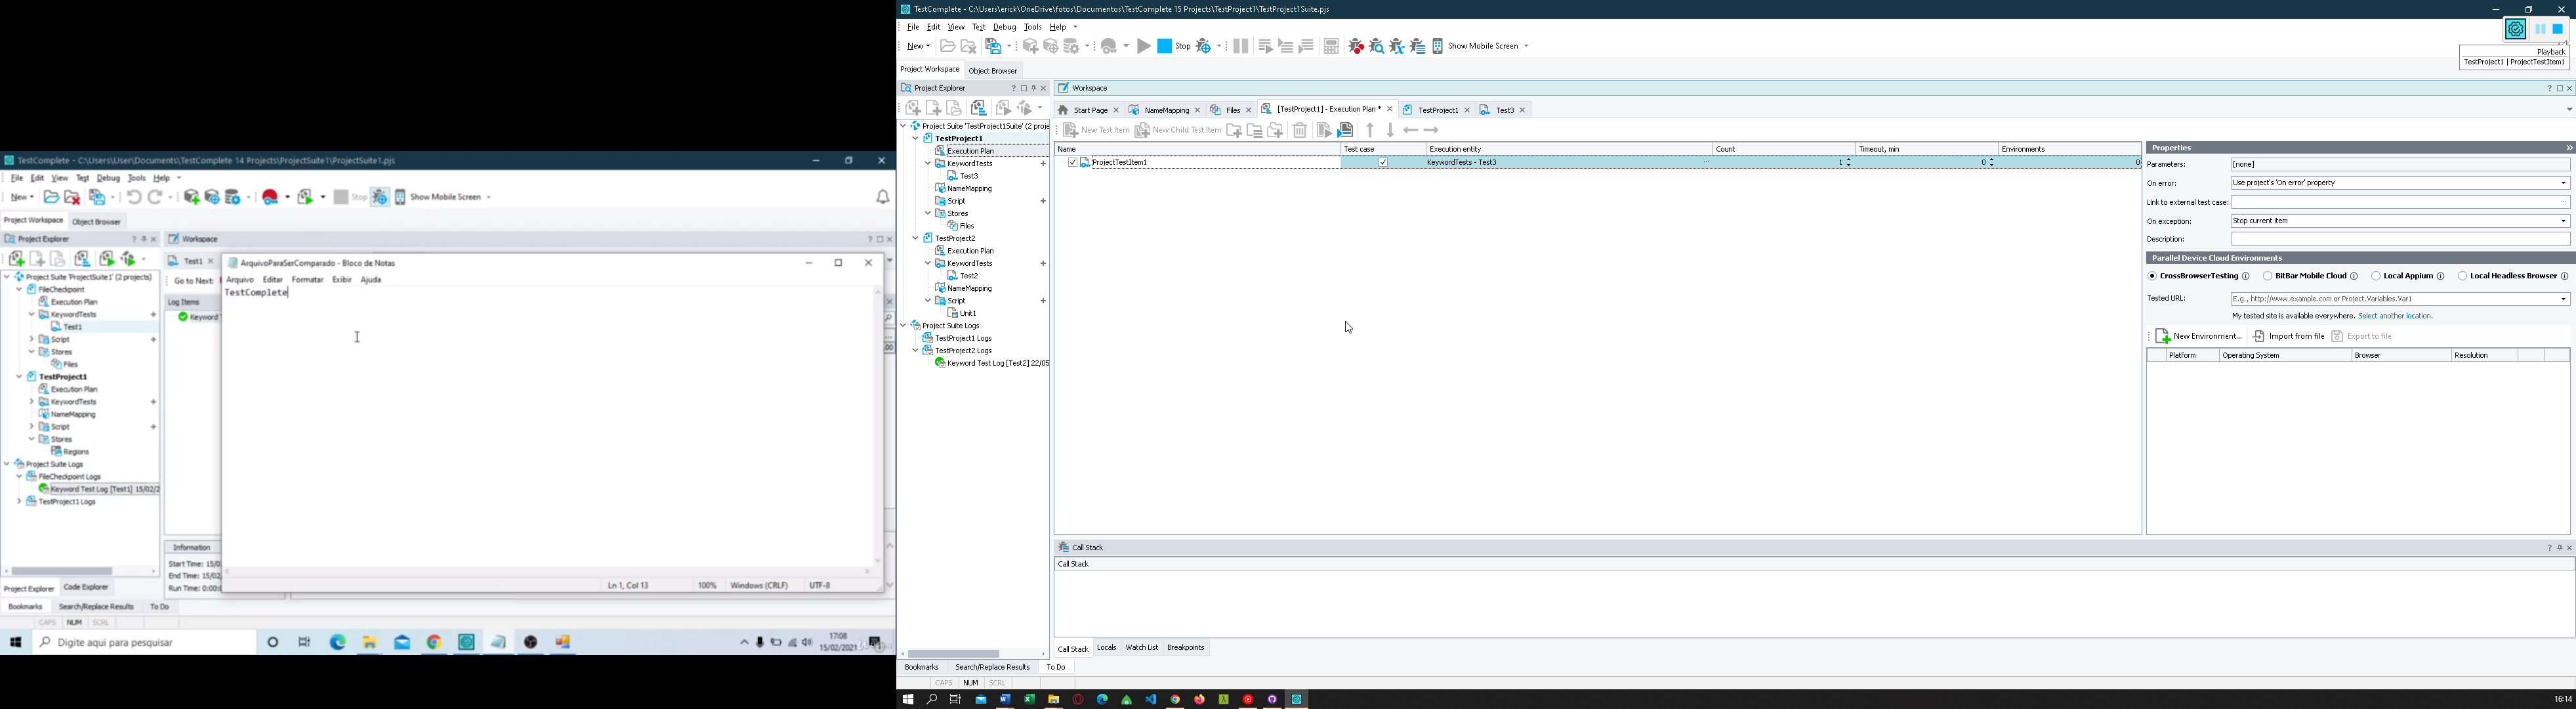 TestComplete - C:\Users\User\Documents\TestComplete 14 Projects\ProjectSuite1\ProjectSuite1.pjs
File Edit View Test Debug Tools Help
New Stop Show Mobile Screen
Project Workspace Object Browser
Project Explorer
Workspace
Project Suite 'ProjectSuite1' (2 projects)
FileCheckpoint
Execution Plan
KeywordTests
Test1
Script
Stores
Files
TestProject1
Execution Plan
KeywordTests
NameMapping
Script
Stores
Regions
Project Suite Logs
FileCheckpoint Logs
Keyword Test Log [Test1] 15/02/2
TestProject1 Logs
Project Explorer Code Explorer
Test1
Go to Next:
Log Items
Keyword
Information
Start Time: 15/0
End Time: 15/02
Run Time: 0:00:0
ArquivoParaSerComparado - Bloco de Notas
Arquivo Editar Formatar Exibir Ajuda
TestComplete
Ln 1, Col 13 100% Windows (CRLF) UTF-8
Bookmarks Search/Replace Results To Do
CAPS NUM SCRL
Digite aqui para pesquisar
17:08
15/02/2021
TestComplete - C:\Users\erick\OneDrive\fotos\Documentos\TestComplete 15 Projects\TestProject1\TestProject1Suite.pjs
File Edit View Test Debug Tools Help
New Stop Show Mobile Screen
Playback
TestProject1 | ProjectTestItem1
Project Workspace Object Browser
Project Explorer
Project Suite 'TestProject1Suite' (2 proje
TestProject1
Execution Plan
KeywordTests
Test3
NameMapping
Script
Stores
Files
TestProject2
Execution Plan
KeywordTests
Test2
NameMapping
Script
Unit1
Project Suite Logs
TestProject1 Logs
TestProject2 Logs
Keyword Test Log [Test2] 22/05
Workspace
Start Page NameMapping Files [TestProject1] - Execution Plan * TestProject1 Test3
New Test Item New Child Test Item
Name Test case Execution entity Count Timeout, min Environments
ProjectTestItem1 KeywordTests - Test3 ... 1 0 0
Properties
Parameters: [none]
On error: Use project's 'On error' property
Link to external test case:
On exception: Stop current item
Description:
Parallel Device Cloud Environments
CrossBrowserTesting BitBar Mobile Cloud Local Appium Local Headless Browser
Tested URL: E.g., http://www.example.com or Project.Variables.Var1
My tested site is available everywhere. Select another location.
New Environment... Import from file Export to file
Platform Operating System Browser Resolution
Call Stack
Call Stack
Call Stack Locals Watch List Breakpoints
Bookmarks Search/Replace Results To Do
CAPS NUM SCRL
16:14